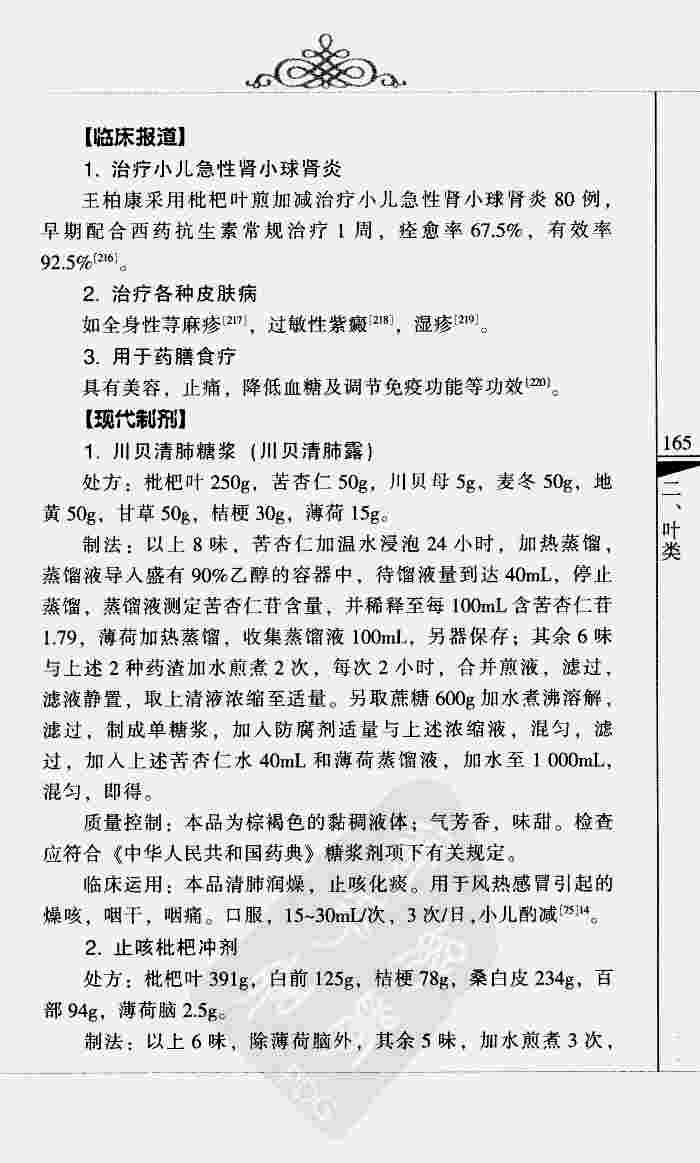 【临床报道】
1. 治疗小儿急性肾小球肾炎
王柏康采用枇杷叶煎加减治疗小儿急性肾小球肾炎 80 例，
早期配合西药抗生素常规治疗 1 周，痊愈率 67.5%，有效率
92.5%[216]。
2. 治疗各种皮肤病
如全身性荨麻疹[217]，过敏性紫癜[218]，湿疹[219]。
3. 用于药膳食疗
具有美容，止痛，降低血糖及调节免疫功能等功效[220]。
【现代制剂】
1. 川贝清肺糖浆（川贝清肺露）
处方：枇杷叶 250g，苦杏仁 50g，川贝母 5g，麦冬 50g，地
黄 50g，甘草 50g，桔梗 30g，薄荷 15g。
制法：以上 8 味，苦杏仁加温水浸泡 24 小时，加热蒸馏，
蒸馏液导入盛有 90%乙醇的容器中，待馏液量到达 40mL，停止
蒸馏，蒸馏液测定苦杏仁苷含量，并稀释至每 100mL 含苦杏仁苷
1.79，薄荷加热蒸馏，收集蒸馏液 100mL，另器保存；其余 6 味
与上述 2 种药渣加水煎煮 2 次，每次 2 小时，合并煎液，滤过，
滤液静置，取上清液浓缩至适量。另取蔗糖 600g 加水煮沸溶解，
滤过，制成单糖浆，加入防腐剂适量与上述浓缩液，混匀，滤
过，加入上述苦杏仁水 40mL 和薄荷蒸馏液，加水至 1 000mL，
混匀，即得。
质量控制：本品为棕褐色的黏稠液体；气芳香，味甜。检查
应符合《中华人民共和国药典》糖浆剂项下有关规定。
临床运用：本品清肺润燥，止咳化痰。用于风热感冒引起的
燥咳，咽干，咽痛。口服，15~30mL/次，3 次/日,小儿酌减[75]14。
2. 止咳枇杷冲剂
处方：枇杷叶 391g，白前 125g，桔梗 78g，桑白皮 234g，百
部 94g，薄荷脑 2.5g。
制法：以上 6 味，除薄荷脑外，其余 5 味，加水煎煮 3 次，
165
二、叶类